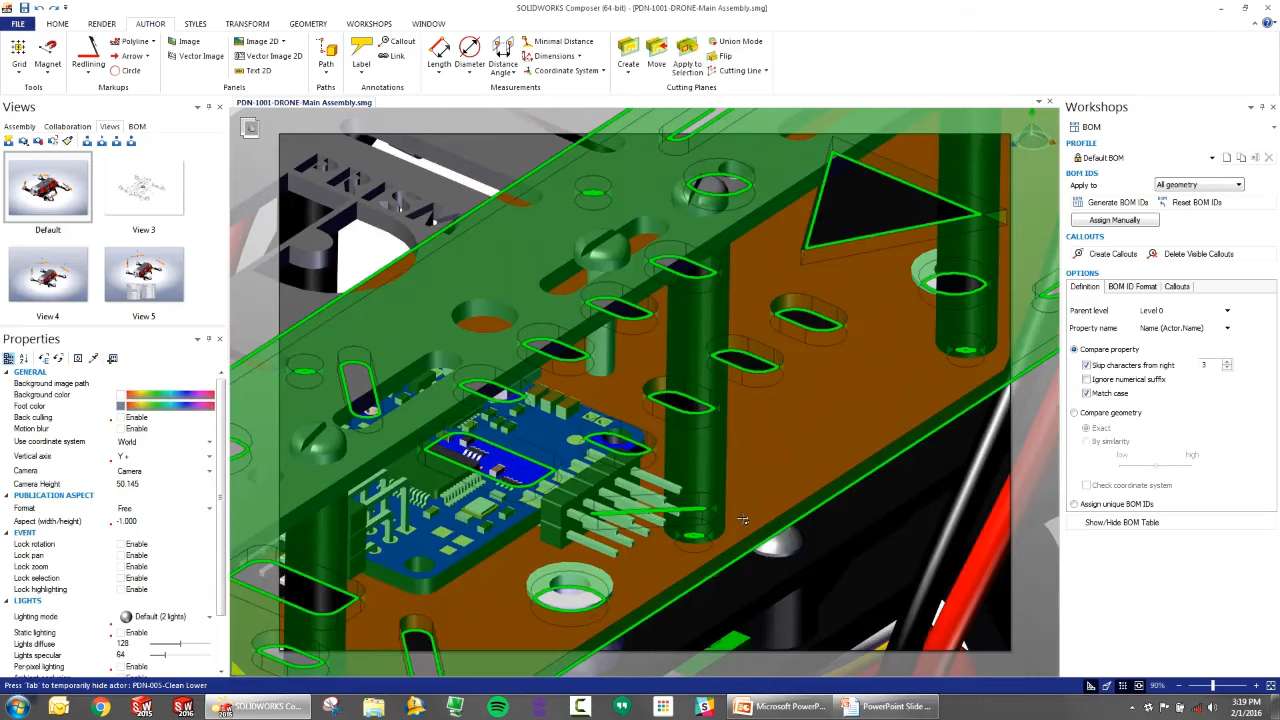 SOLIDWORKS Composer (64-bit) - [PDN-1001-DRONE-Main Assembly.smg]
FILE HOME RENDER AUTHOR STYLES TRANSFORM GEOMETRY WORKSHOPS WINDOW
Grid Magnet Redlining Polyline Arrow Circle Image Vector Image Image 2D Vector Image 2D Text 2D Path Label Callout Link Length Diameter Distance Angle Minimal Distance Dimensions Coordinate System Create Move Apply to Selection Union Mode Flip Cutting Line
Tools Markups Panels Paths Annotations Measurements Cutting Planes
Views
Assembly Collaboration Views BOM
Default View 3
View 4 View 5
Properties
GENERAL
Background image path
Background color
Foot color
Back culling Enable
Motion blur Enable
Use coordinate system World
Vertical axis Y +
Camera Camera
Camera Height 50.145
PUBLICATION ASPECT
Format Free
Aspect (width/height) -1.000
EVENT
Lock rotation Enable
Lock pan Enable
Lock zoom Enable
Lock selection Enable
Lock highlighting Enable
LIGHTS
Lighting mode Default (2 lights)
Static lighting Enable
Lights diffuse 128
Lights specular 64
Per-pixel lighting Enable
PDN-1001-DRONE-Main Assembly.smg
Workshops
BOM
PROFILE
Default BOM
BOM IDS
Apply to All geometry
Generate BOM IDs Reset BOM IDs
Assign Manually
CALLOUTS
Create Callouts Delete Visible Callouts
OPTIONS
Definition BOM ID Format Callouts
Parent level Level 0
Property name Name (Actor.Name)
Compare property
Skip characters from right 3
Ignore numerical suffix
Match case
Compare geometry
Exact
By similarity
low high
Check coordinate system
Assign unique BOM IDs
Show/Hide BOM Table
Press 'Tab' to temporarily hide actor : PDN-005-Clean Lower
90%
SW 2015 SW 2016 SOLIDWORKS Co... Microsoft PowerP... PowerPoint Slide ...
3:19 PM
2/1/2016